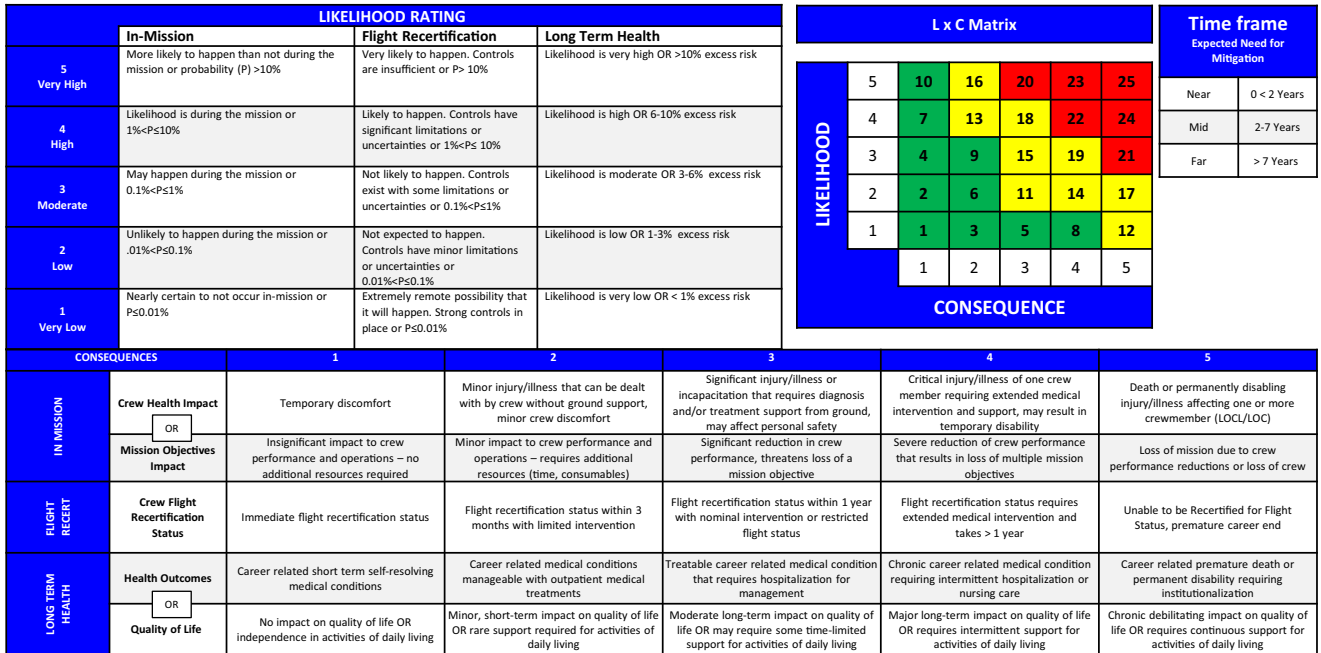 LIKELIHOOD RATING
In-Mission
Flight Recertification
Long Term Health
5
Very High
More likely to happen than not during the
mission or probability (P) >10%
Very likely to happen. Controls
are insufficient or P> 10%
Likelihood is very high OR >10% excess risk
4
High
Likelihood is during the mission or
1%<P≤10%
Likely to happen. Controls have
significant limitations or
uncertainties or 1%<P≤ 10%
Likelihood is high OR 6-10% excess risk
3
Moderate
May happen during the mission or
0.1%<P≤1%
Not likely to happen. Controls
exist with some limitations or
uncertainties or 0.1%<P≤1%
Likelihood is moderate OR 3-6% excess risk
2
Low
Unlikely to happen during the mission or
.01%<P≤0.1%
Not expected to happen.
Controls have minor limitations
or uncertainties or
0.01%<P≤0.1%
Likelihood is low OR 1-3% excess risk
1
Very Low
Nearly certain to not occur in-mission or
P≤0.01%
Extremely remote possibility that
it will happen. Strong controls in
place or P≤0.01%
Likelihood is very low OR < 1% excess risk
L x C Matrix
LIKELIHOOD
5 10 16 20 23 25
4 7 13 18 22 24
3 4 9 15 19 21
2 2 6 11 14 17
1 1 3 5 8 12
1 2 3 4 5
CONSEQUENCE
Time frame
Expected Need for
Mitigation
Near 0 < 2 Years
Mid 2-7 Years
Far > 7 Years
CONSEQUENCES 1 2 3 4 5
IN MISSION
Crew Health Impact
Temporary discomfort
Minor injury/illness that can be dealt
with by crew without ground support,
minor crew discomfort
Significant injury/illness or
incapacitation that requires diagnosis
and/or treatment support from ground,
may affect personal safety
Critical injury/illness of one crew
member requiring extended medical
intervention and support, may result in
temporary disability
Death or permanently disabling
injury/illness affecting one or more
crewmember (LOCL/LOC)
OR
Mission Objectives
Impact
Insignificant impact to crew
performance and operations – no
additional resources required
Minor impact to crew performance and
operations – requires additional
resources (time, consumables)
Significant reduction in crew
performance, threatens loss of a
mission objective
Severe reduction of crew performance
that results in loss of multiple mission
objectives
Loss of mission due to crew
performance reductions or loss of crew
FLIGHT
RECERT
Crew Flight
Recertification
Status
Immediate flight recertification status
Flight recertification status within 3
months with limited intervention
Flight recertification status within 1 year
with nominal intervention or restricted
flight status
Flight recertification status requires
extended medical intervention and
takes > 1 year
Unable to be Recertified for Flight
Status, premature career end
LONG TERM
HEALTH
Health Outcomes
Career related short term self-resolving
medical conditions
Career related medical conditions
manageable with outpatient medical
treatments
Treatable career related medical condition
that requires hospitalization for
management
Chronic career related medical condition
requiring intermittent hospitalization or
nursing care
Career related premature death or
permanent disability requiring
institutionalization
OR
Quality of Life
No impact on quality of life OR
independence in activities of daily living
Minor, short-term impact on quality of life
OR rare support required for activities of
daily living
Moderate long-term impact on quality of
life OR may require some time-limited
support for activities of daily living
Major long-term impact on quality of life
OR requires intermittent support for
activities of daily living
Chronic debilitating impact on quality of
life OR requires continuous support for
activities of daily living